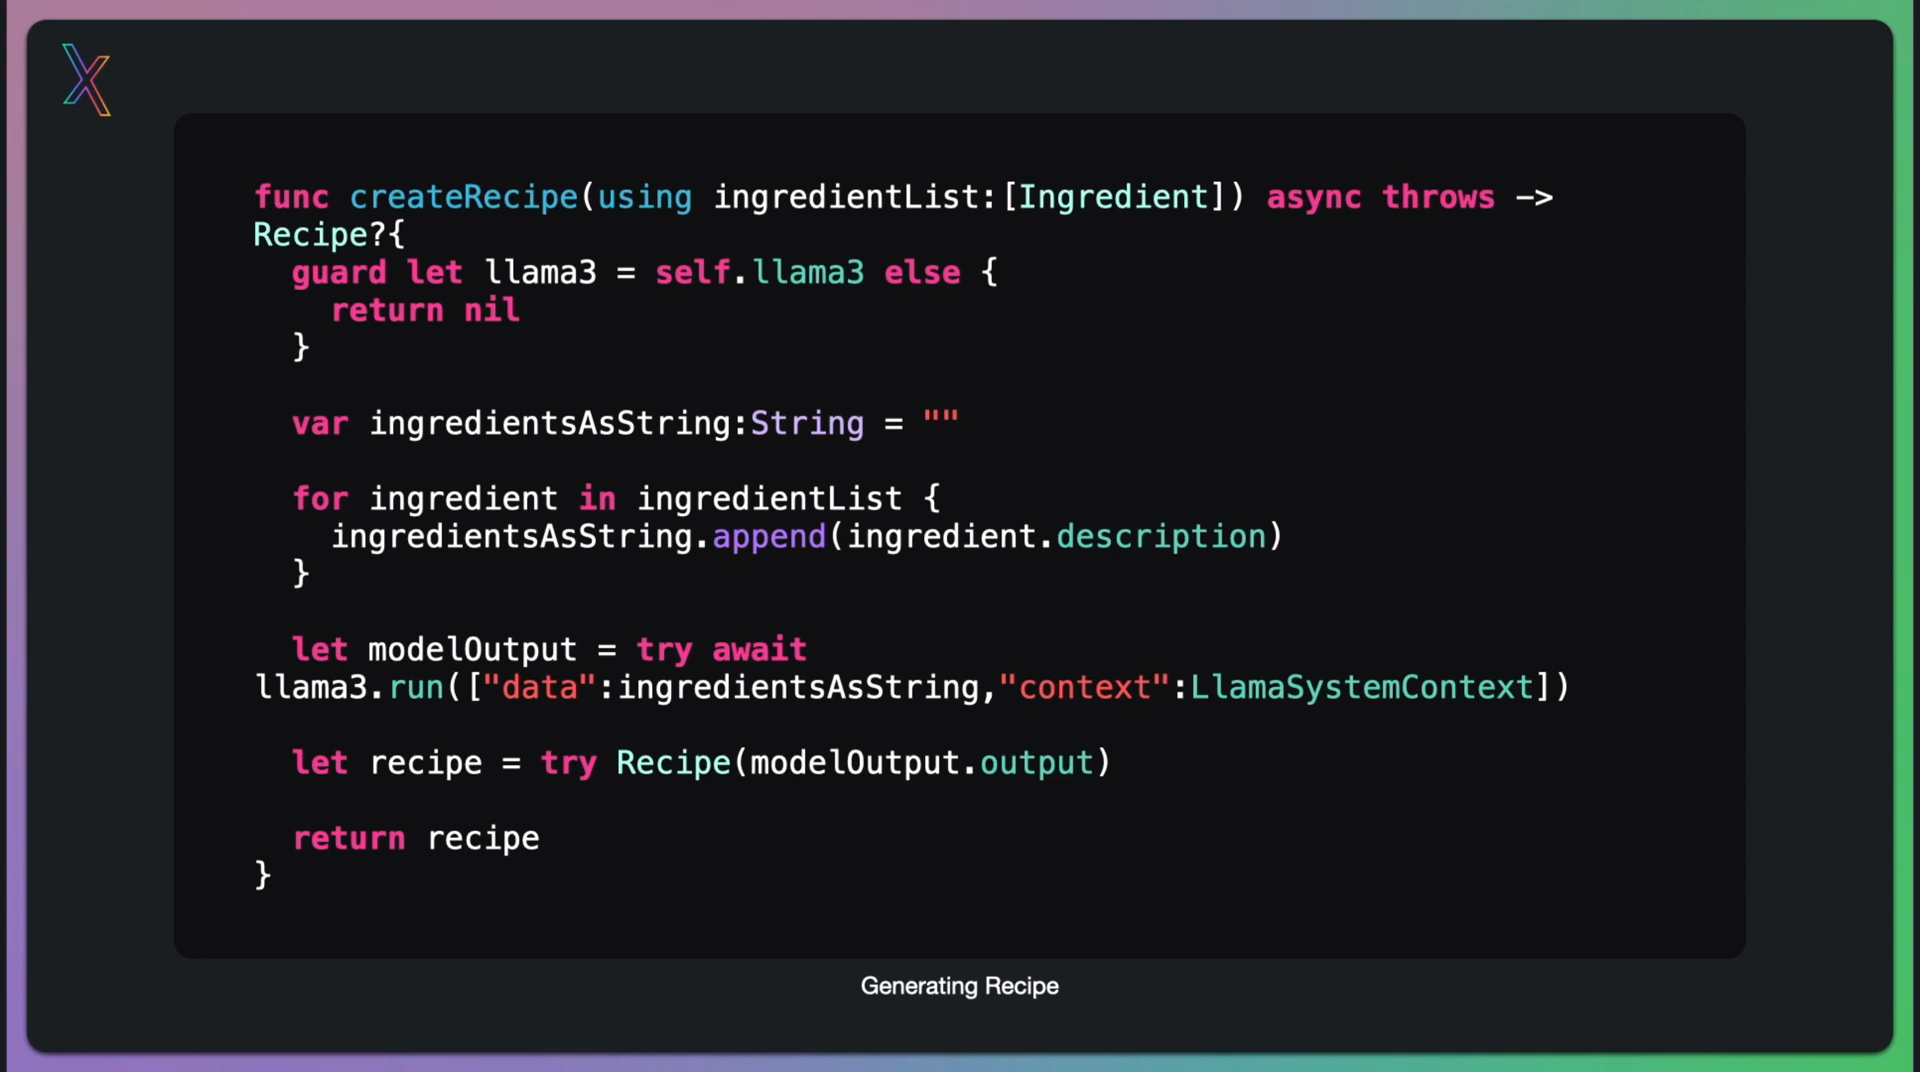 func createRecipe(using ingredientList:[Ingredient]) async throws ->
Recipe?{
  guard let llama3 = self.llama3 else {
    return nil
  }

  var ingredientsAsString:String = ""

  for ingredient in ingredientList {
    ingredientsAsString.append(ingredient.description)
  }

  let modelOutput = try await
llama3.run(["data":ingredientsAsString,"context":LlamaSystemContext])

  let recipe = try Recipe(modelOutput.output)

  return recipe
}
Generating Recipe